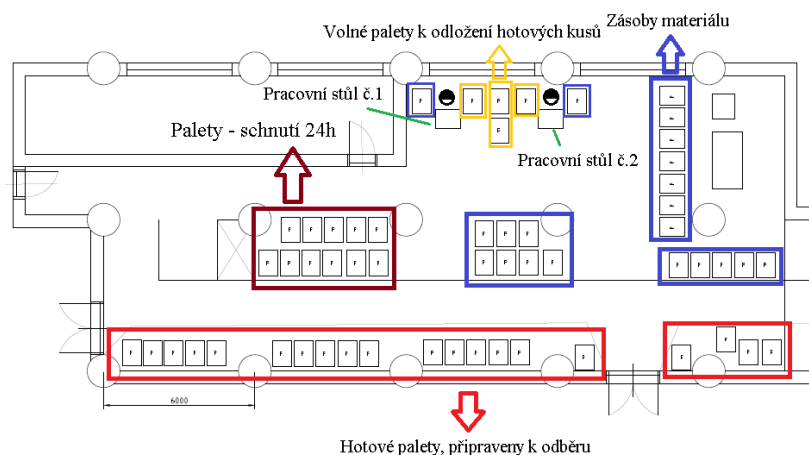 Zásoby materiálu
Volné palety k odložení hotových kusů
Pracovní stůl č.1
Palety - schnutí 24h
Pracovní stůl č.2
P P P P P
P
P P P P P
P P P
P P P P P P
P P P P
P P P P P
P P P P P
P P P P P
P P P P P
P
P P P P
6000
Hotové palety, připraveny k odběru